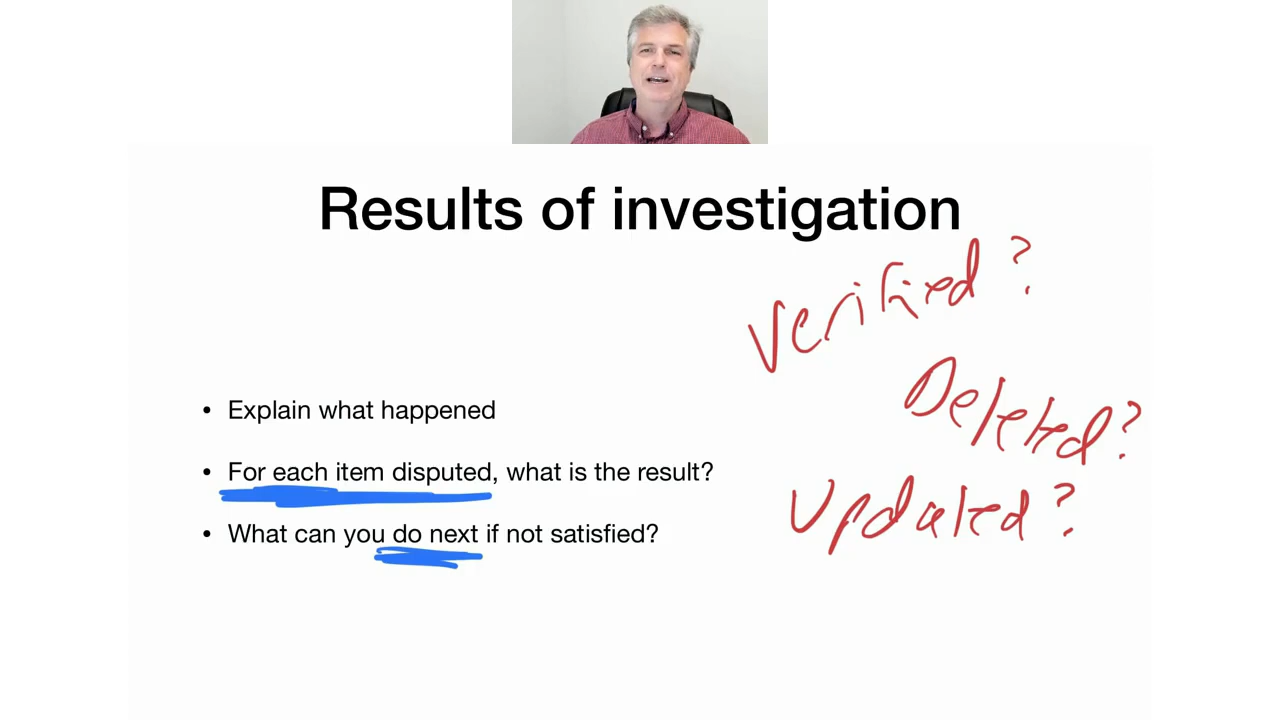 Results of investigation
Verified?
Deleted?
• Explain what happened
• For each item disputed, what is the result?
Updated?
• What can you do next if not satisfied?